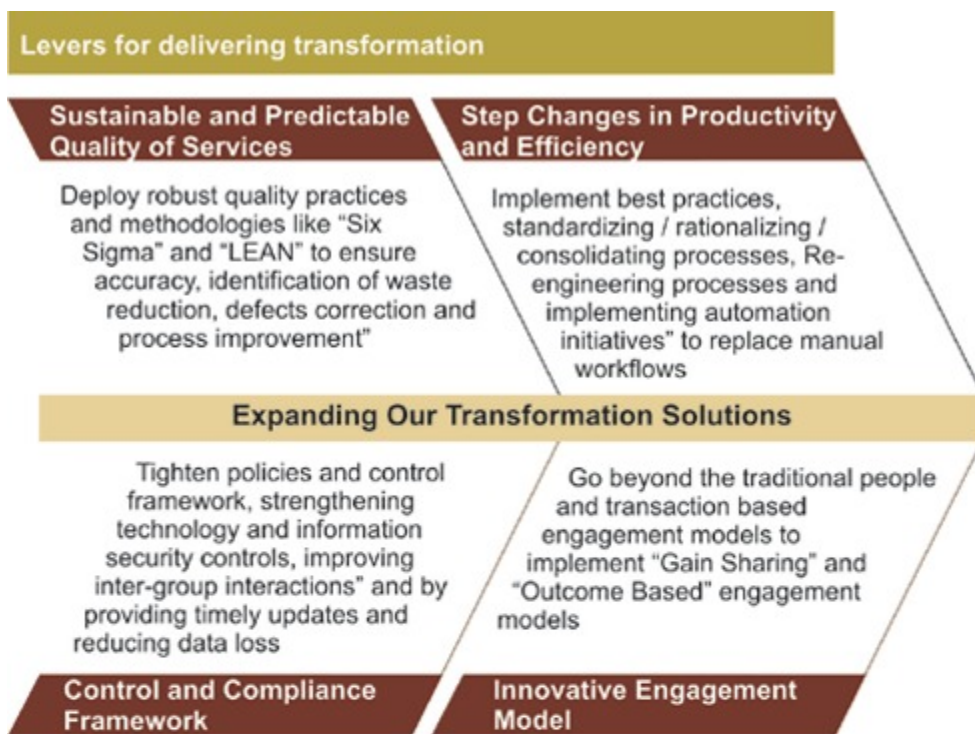 Levers for delivering transformation
Sustainable and Predictable
Quality of Services
Deploy robust quality practices
and methodologies like “Six
Sigma” and “LEAN” to ensure
accuracy, identification of waste
reduction, defects correction and
process improvement”
Step Changes in Productivity
and Efficiency
Implement best practices,
standardizing / rationalizing /
consolidating processes, Re-
engineering processes and
implementing automation
initiatives” to replace manual
workflows
Expanding Our Transformation Solutions
Tighten policies and control
framework, strengthening
technology and information
security controls, improving
inter-group interactions” and by
providing timely updates and
reducing data loss
Control and Compliance
Framework
Go beyond the traditional people
and transaction based
engagement models to
implement “Gain Sharing” and
“Outcome Based” engagement
models
Innovative Engagement
Model